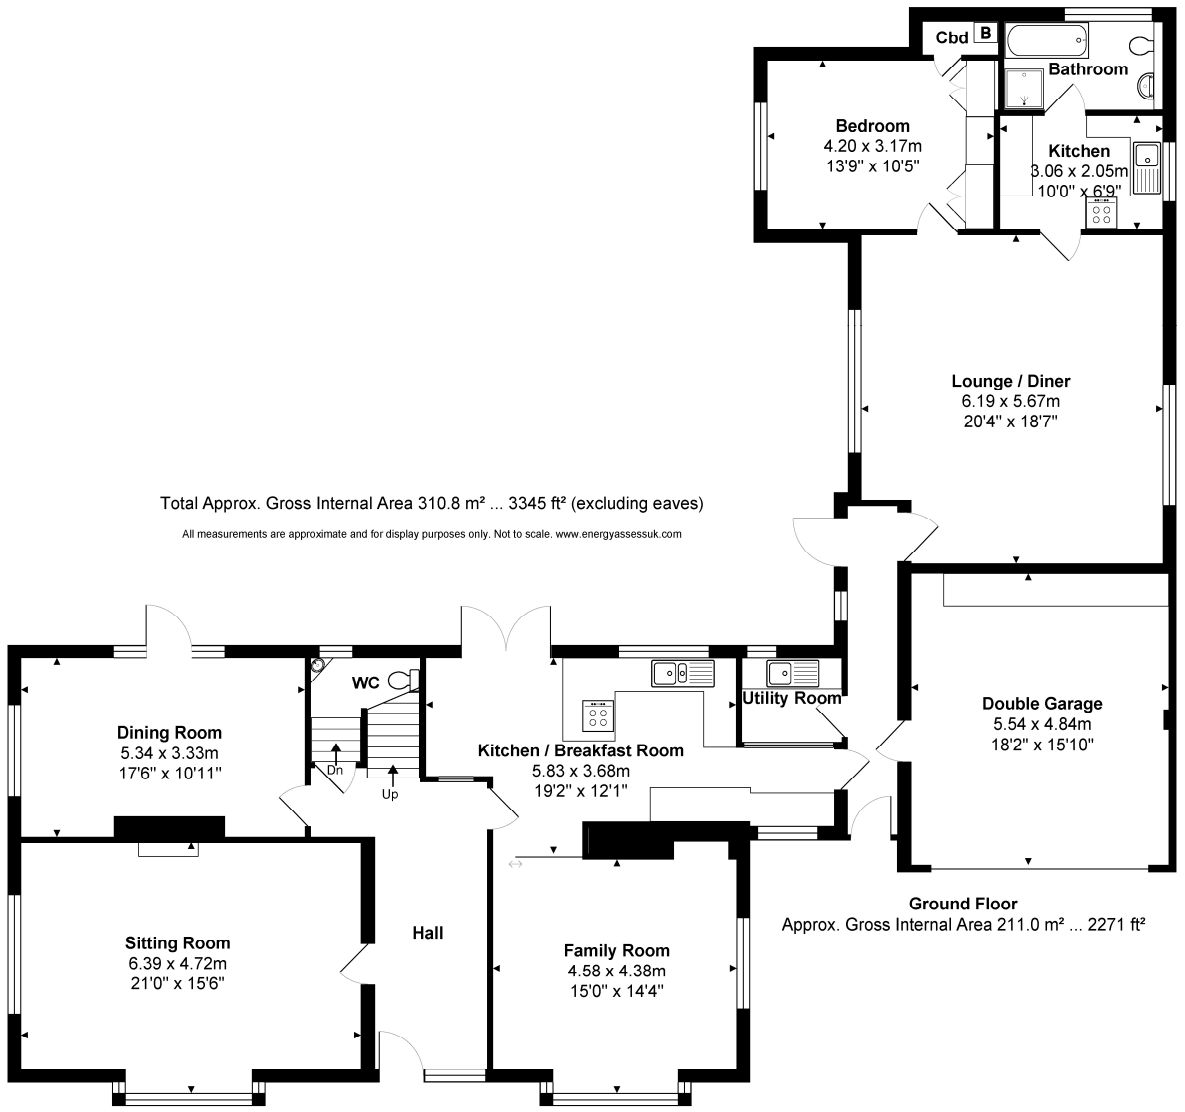 Cbd
B
Bathroom
Bedroom
4.20 x 3.17m
13'9" x 10'5"
Kitchen
3.06 x 2.05m
10'0" x 6'9"
Lounge / Diner
6.19 x 5.67m
20'4" x 18'7"
Total Approx. Gross Internal Area 310.8 m² ... 3345 ft² (excluding eaves)
All measurements are approximate and for display purposes only. Not to scale. www.energyassessuk.com
WC
Utility Room
Double Garage
5.54 x 4.84m
18'2" x 15'10"
Dining Room
5.34 x 3.33m
17'6" x 10'11"
Dn
Up
Kitchen / Breakfast Room
5.83 x 3.68m
19'2" x 12'1"
Ground Floor
Approx. Gross Internal Area 211.0 m² ... 2271 ft²
Hall
Sitting Room
6.39 x 4.72m
21'0" x 15'6"
Family Room
4.58 x 4.38m
15'0" x 14'4"